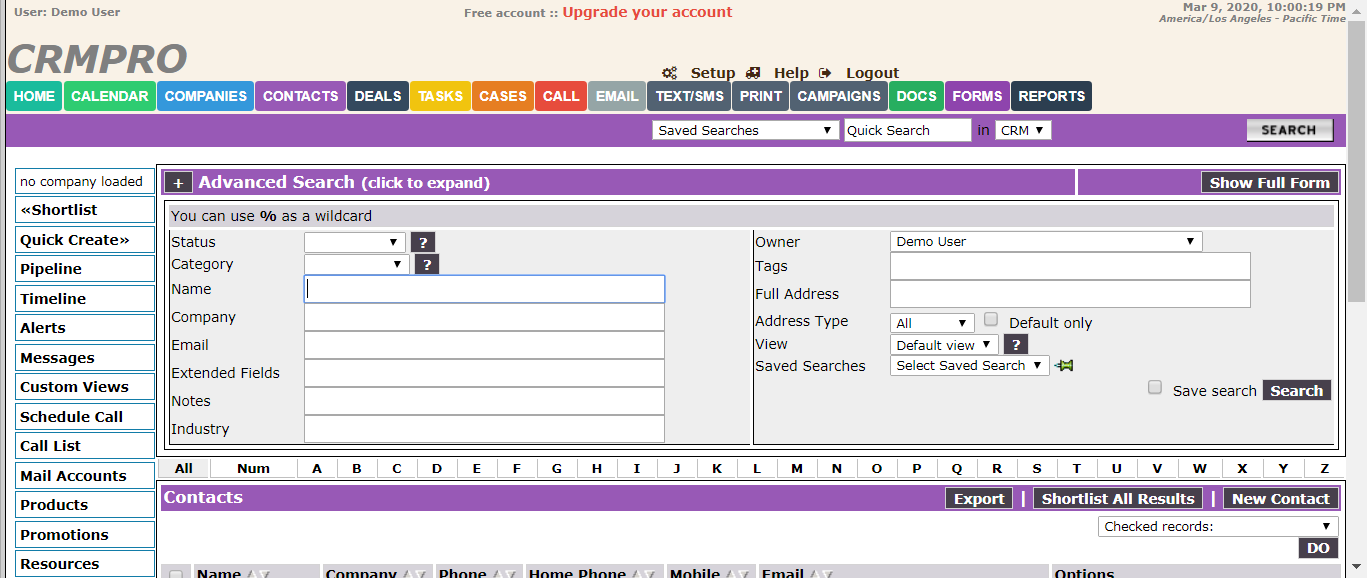 User: Demo User
Free account :: Upgrade your account
Mar 9, 2020, 10:00:19 PM
America/Los Angeles - Pacific Time
CRMPRO
Setup Help Logout
HOME CALENDAR COMPANIES CONTACTS DEALS TASKS CASES CALL EMAIL TEXT/SMS PRINT CAMPAIGNS DOCS FORMS REPORTS
Saved Searches Quick Search in CRM SEARCH
no company loaded
«Shortlist
Quick Create»
Pipeline
Timeline
Alerts
Messages
Custom Views
Schedule Call
Call List
Mail Accounts
Products
Promotions
Resources
+ Advanced Search (click to expand) Show Full Form
You can use % as a wildcard
Status ?
Category ?
Name
Company
Email
Extended Fields
Notes
Industry
Owner Demo User
Tags
Full Address
Address Type All Default only
View Default view ?
Saved Searches Select Saved Search
Save search Search
All Num A B C D E F G H I J K L M N O P Q R S T U V W X Y Z
Contacts Export | Shortlist All Results | New Contact
Checked records:
DO
Name Company Phone Home Phone Mobile Email Options